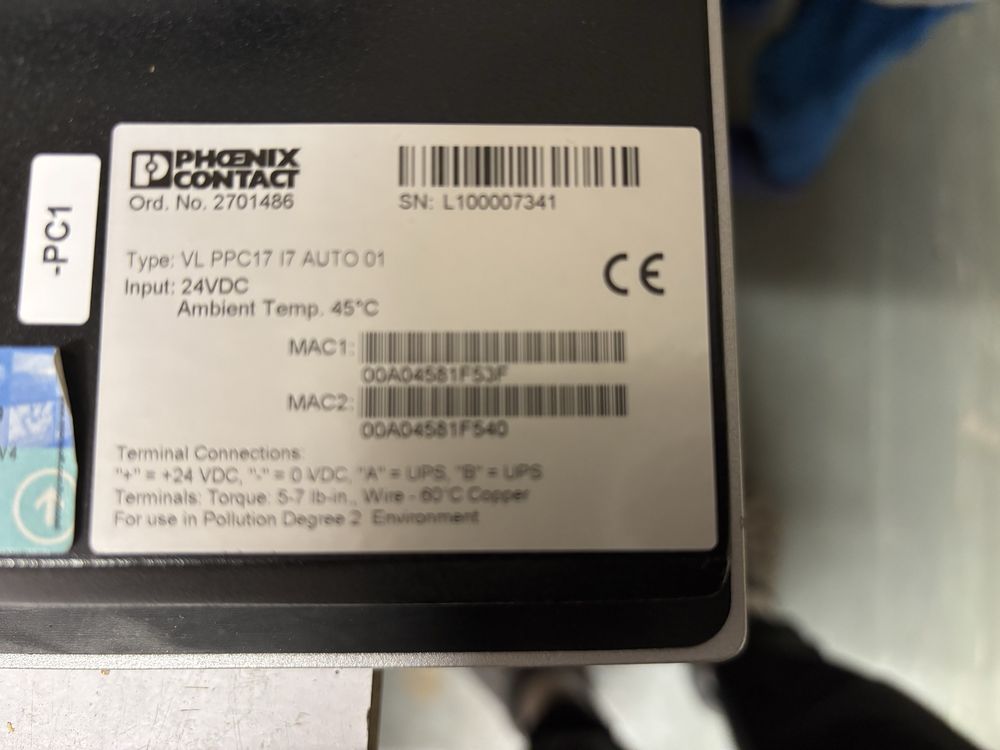 -PC1
PHŒNIX
CONTACT
Ord. No. 2701486
SN: L100007341
Type: VL PPC17 I7 AUTO 01
Input: 24VDC
Ambient Temp. 45°C
MAC1:
00A04581F53F
MAC2:
00A04581F540
Terminal Connections:
"+" = +24 VDC, "-" = 0 VDC, "A" = UPS, "B" = UPS
Terminals: Torque: 5-7 lb-in., Wire - 60°C Copper
For use in Pollution Degree 2 Environment
CE
V4